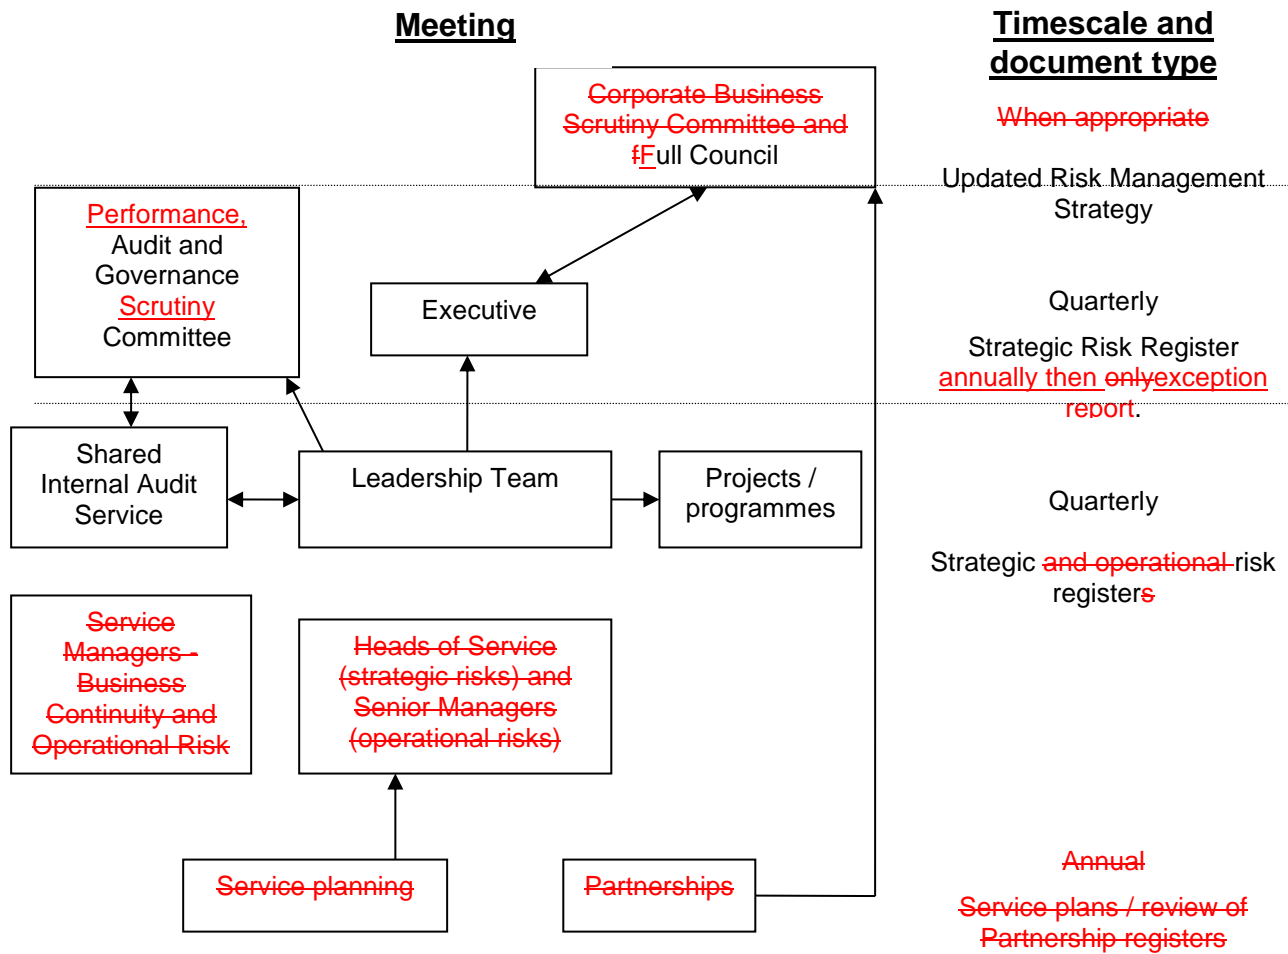 Meeting
Timescale and
document type
Corporate Business
Scrutiny Committee and
fFull Council
When appropriate
Updated Risk Management
Strategy
Performance,
Audit and
Governance
Scrutiny
Committee
Executive
Quarterly
Strategic Risk Register
annually then onlyexception
report.
Shared
Internal Audit
Service
Leadership Team
Projects /
programmes
Quarterly
Strategic and operational risk
registers
Service
Managers -
Business
Continuity and
Operational Risk
Heads of Service
(strategic risks) and
Senior Managers
(operational risks)
Service planning
Partnerships
Annual
Service plans / review of
Partnership registers